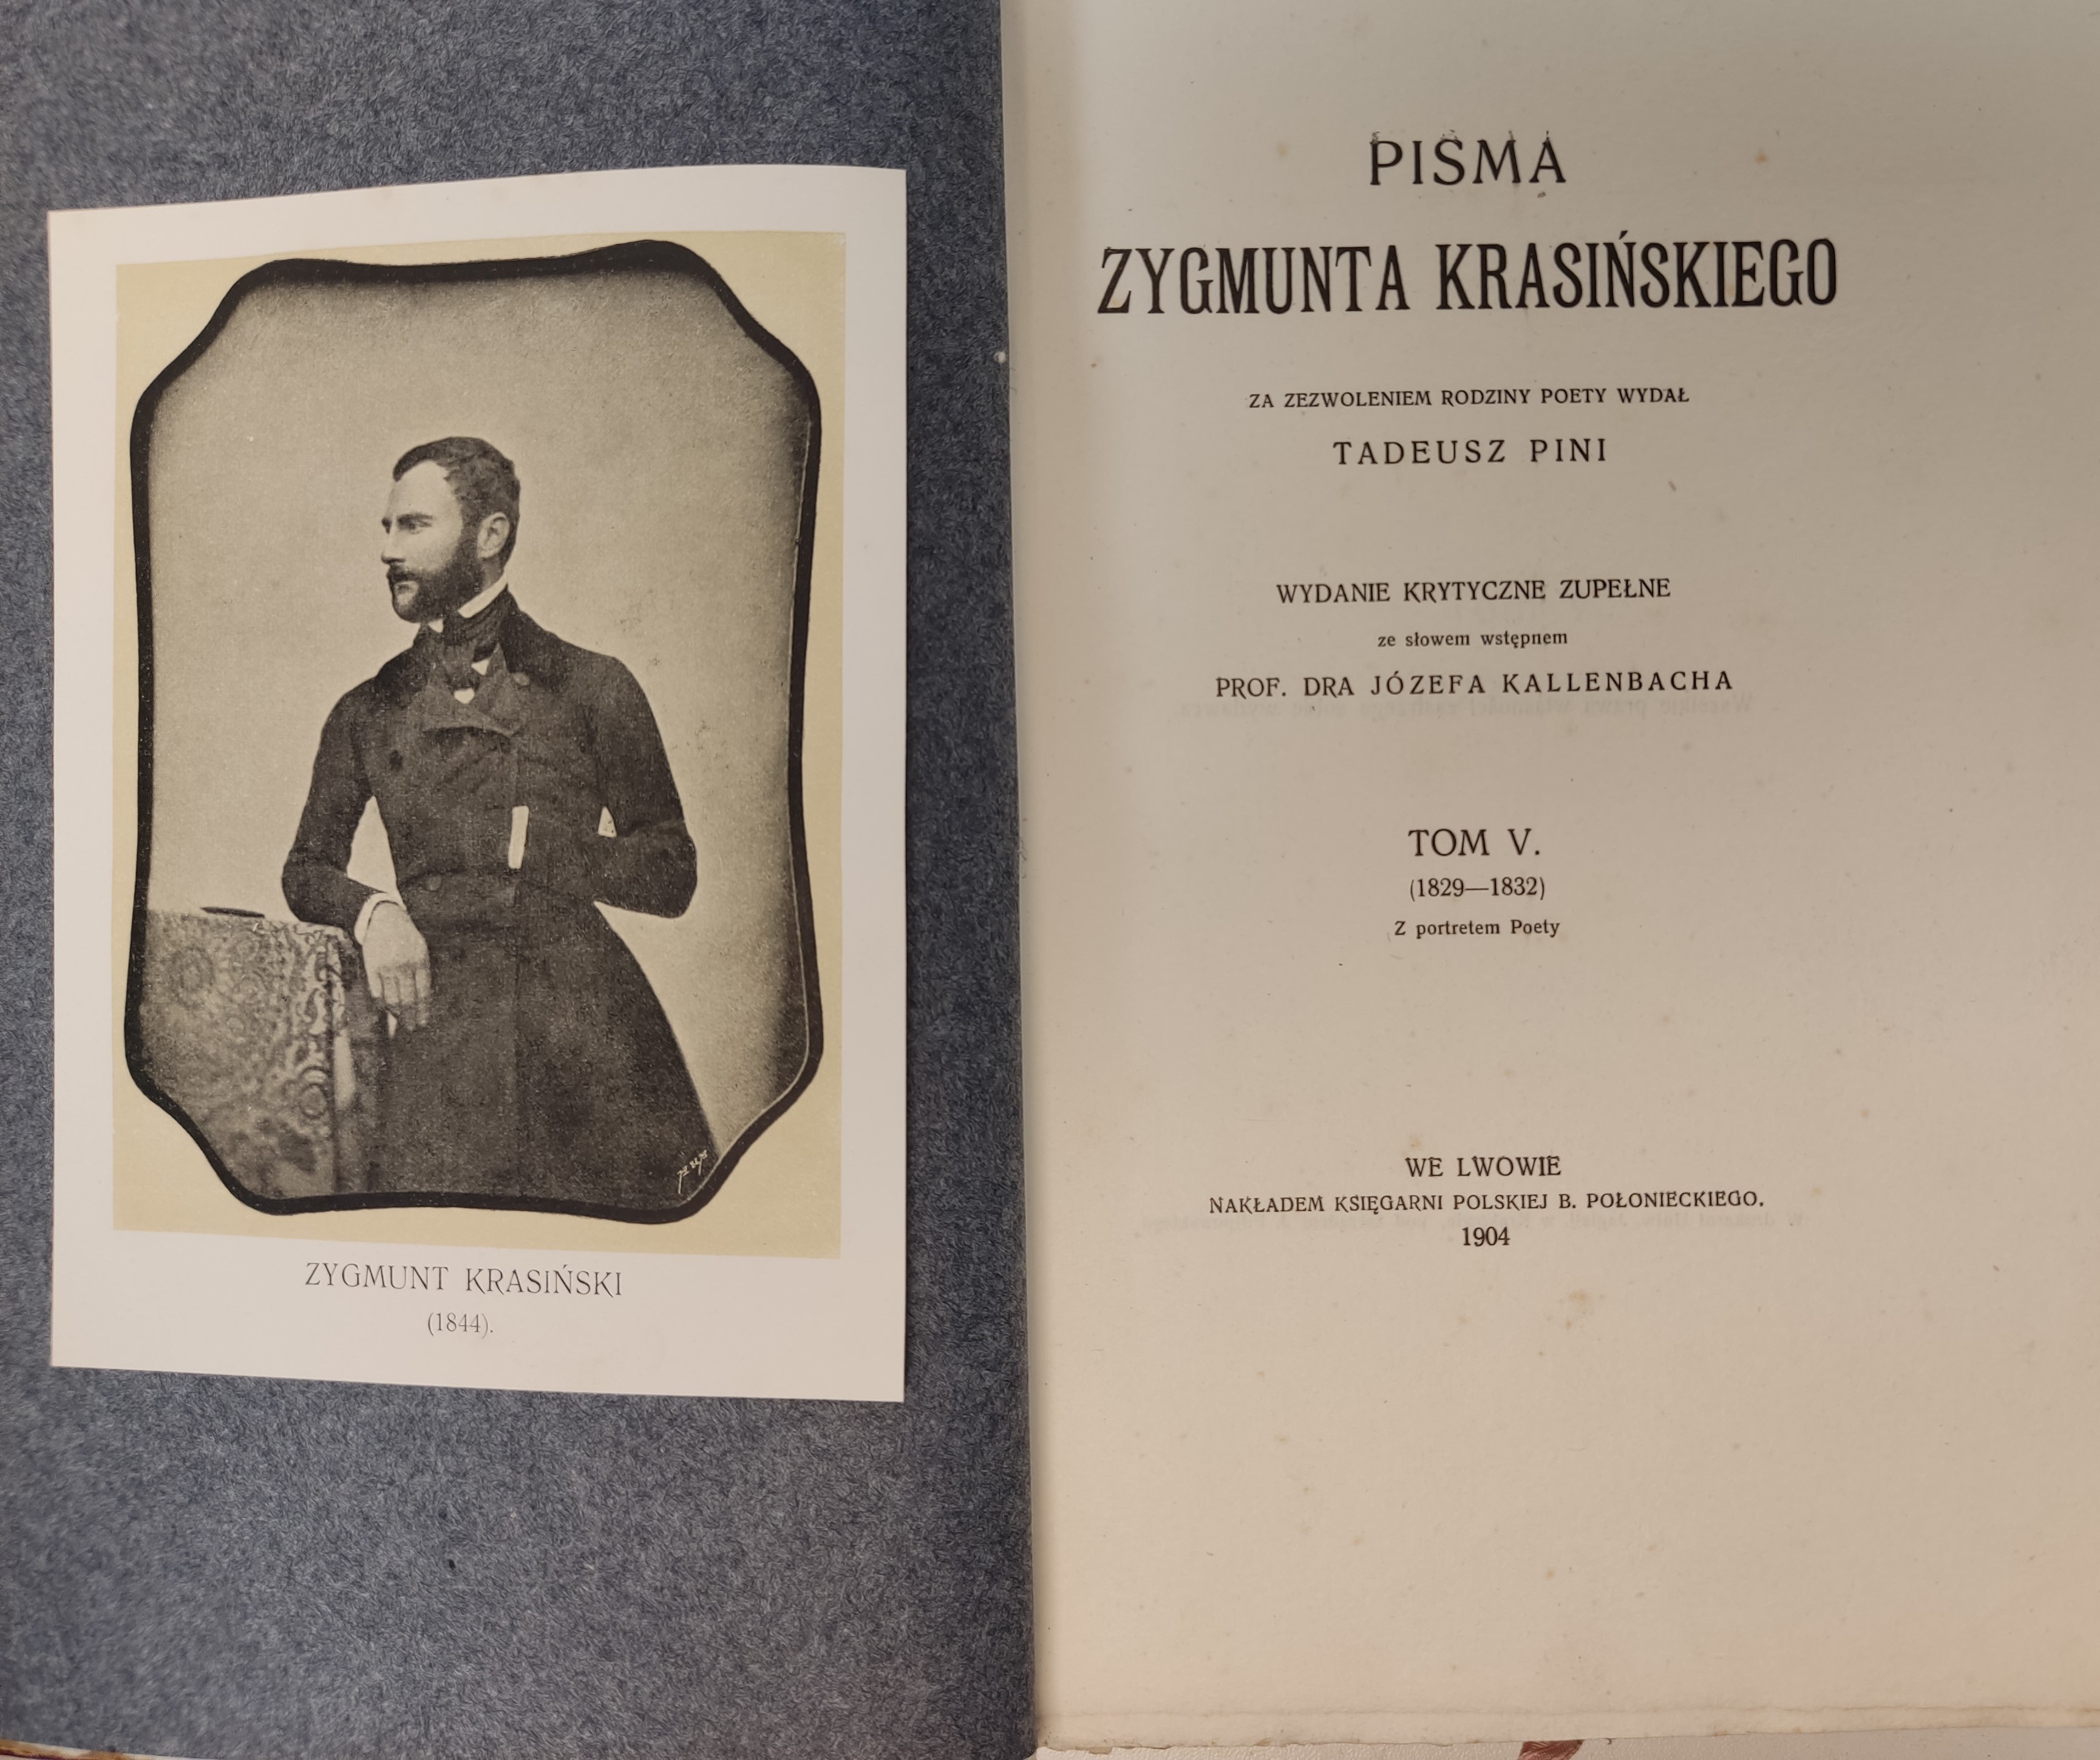 ZYGMUNT KRASIŃSKI
(1844).
PISMA
ZYGMUNTA KRASIŃSKIEGO
ZA ZEZWOLENIEM RODZINY POETY WYDAŁ
TADEUSZ PINI
WYDANIE KRYTYCZNE ZUPEŁNE
ze słowem wstępnem
PROF. DRA JÓZEFA KALLENBACHA
TOM V.
(1829—1832)
Z portretem Poety
WE LWOWIE
NAKŁADEM KSIĘGARNI POLSKIEJ B. POŁONIECKIEGO.
1904